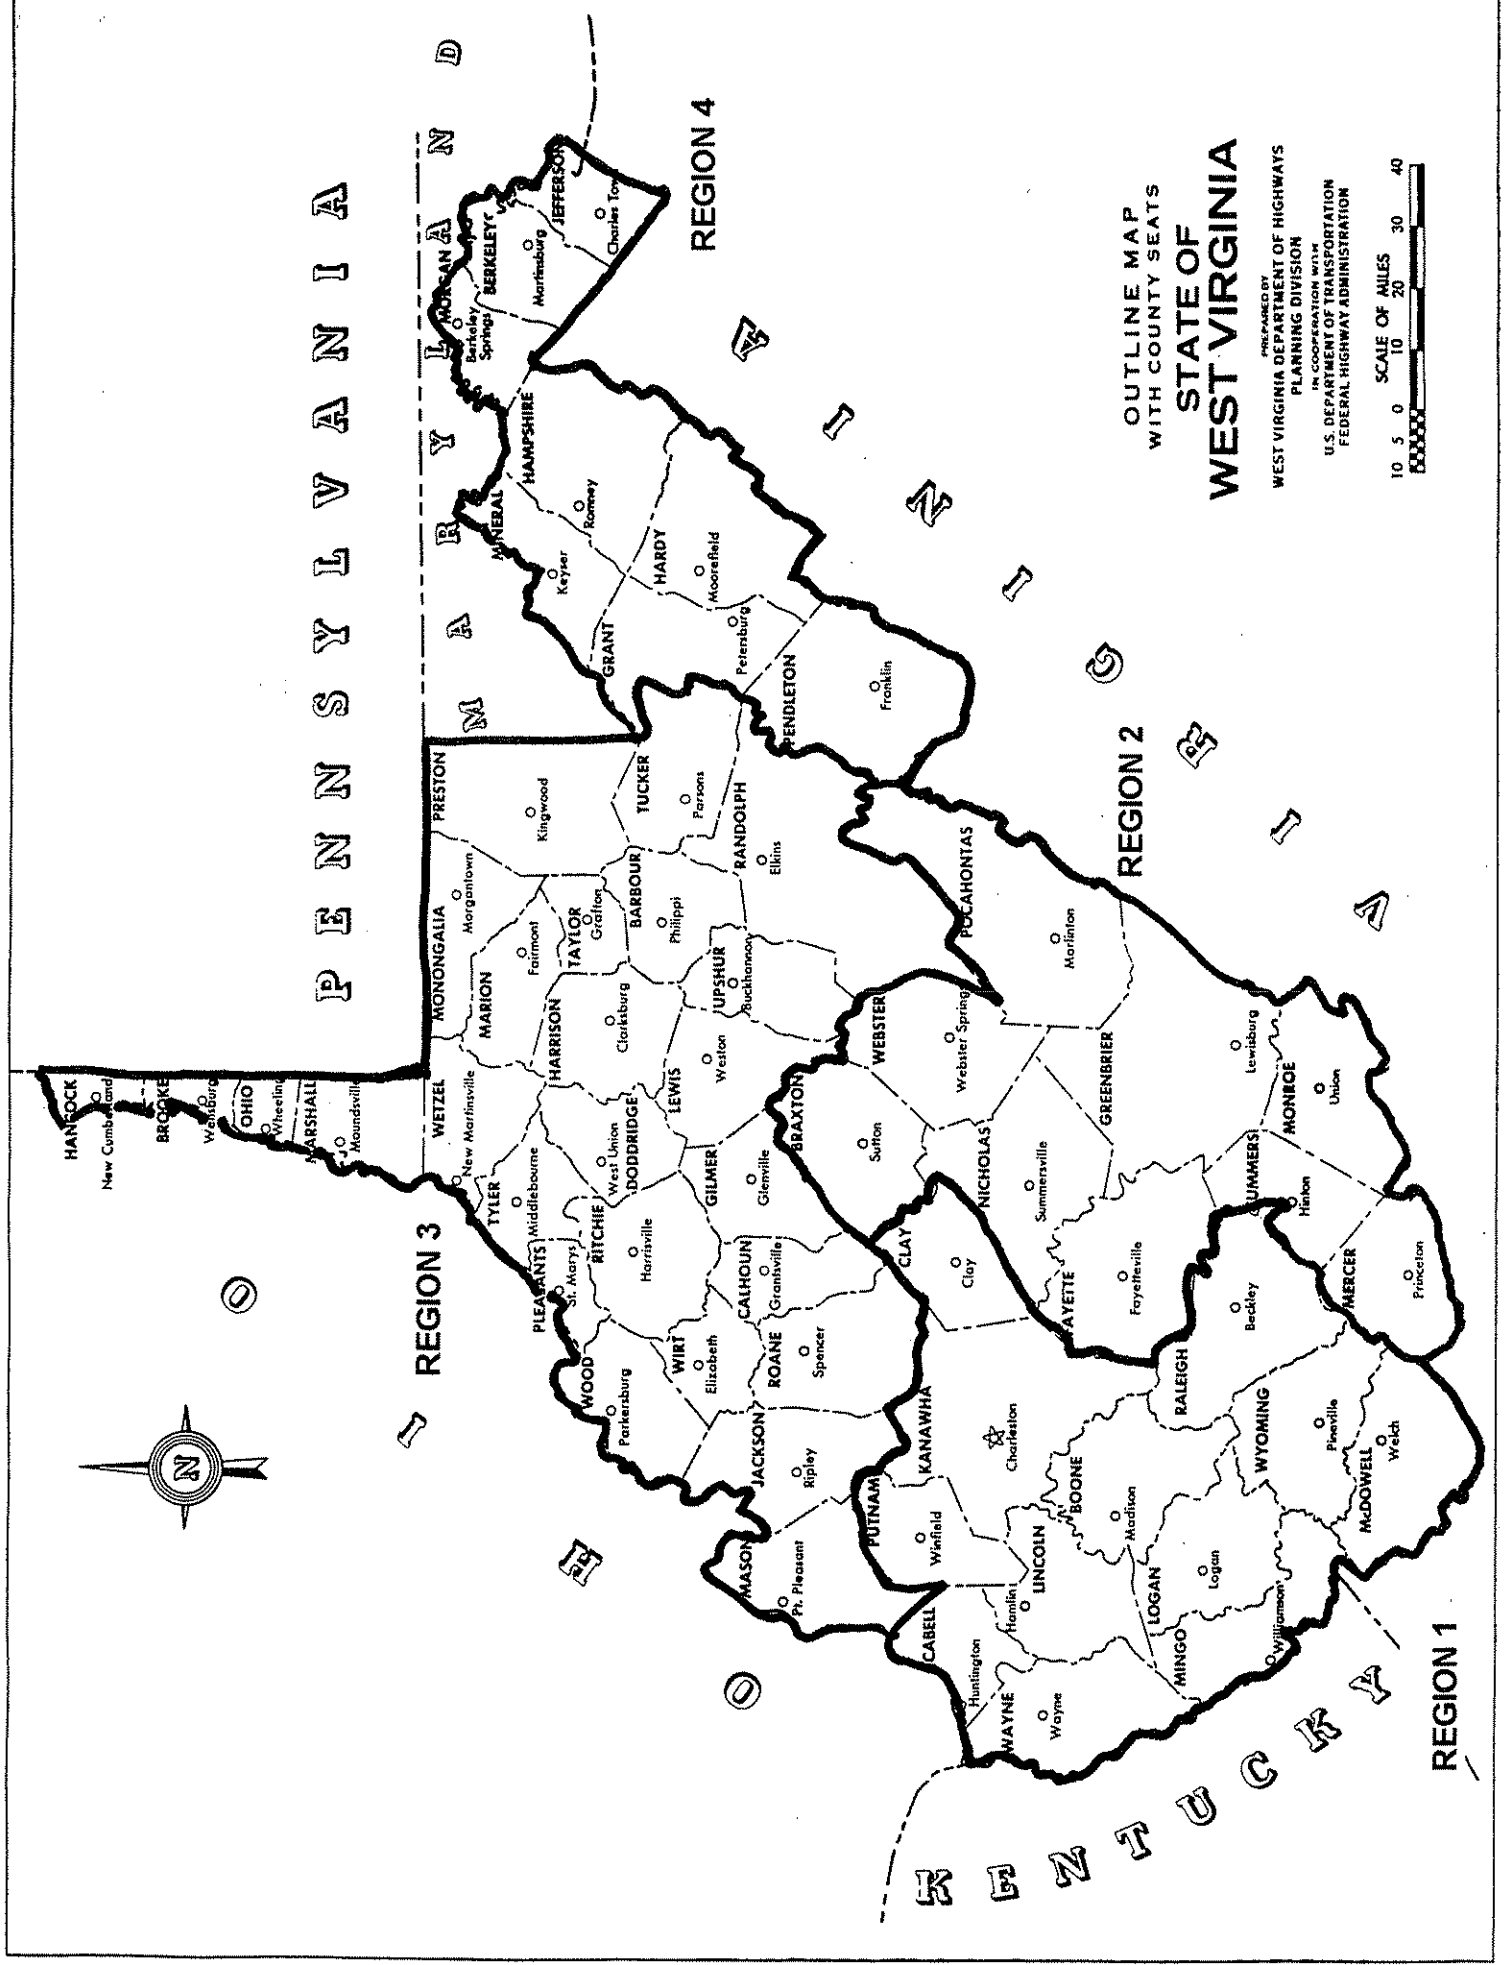 PENNSYLVANIA
MARYLAND
OHIO
VIRGINIA
KENTUCKY
N
REGION 3
REGION 4
REGION 2
REGION 1
HANCOCK
New Cumberland
BROOKE
Wellsburg
OHIO
Wheeling
MARSHALL
Moundsville
WETZEL
New Martinsville
MONONGALIA
Morgantown
PRESTON
Kingwood
MARION
Fairmont
TAYLOR
Grafton
HARRISON
Clarksburg
BARBOUR
Philippi
TUCKER
Parsons
RANDOLPH
Elkins
UPSHUR
Buckhannon
LEWIS
Weston
DODDRIDGE
West Union
TYLER
Middlebourne
PLEASANTS
St. Marys
RITCHIE
Harrisville
GILMER
Glenville
CALHOUN
Grantsville
WOOD
Parkersburg
WIRT
Elizabeth
ROANE
Spencer
JACKSON
Ripley
MASON
Pt. Pleasant
MORGAN
Berkeley
Springs
BERKELEY
Martinsburg
JEFFERSON
Charles Town
HAMPSHIRE
Romney
MINERAL
Keyser
HARDY
Moorefield
GRANT
Petersburg
PENDLETON
Franklin
POCAHONTAS
Marlinton
WEBSTER
Webster Springs
BRAXTON
Sutton
NICHOLAS
Summersville
GREENBRIER
Lewisburg
MONROE
Union
SUMMERS
Hinton
MERCER
Princeton
FAYETTE
Fayetteville
CLAY
Clay
KANAWHA
Charleston
PUTNAM
Winfield
CABELL
Huntington
WAYNE
Wayne
LINCOLN
Hamlin
BOONE
Madison
LOGAN
Logan
MINGO
Williamson
RALEIGH
Beckley
WYOMING
Pineville
McDOWELL
Welch
OUTLINE MAP
WITH COUNTY SEATS
STATE OF
WEST VIRGINIA
PREPARED BY
WEST VIRGINIA DEPARTMENT OF HIGHWAYS
PLANNING DIVISION
IN COOPERATION WITH
U.S. DEPARTMENT OF TRANSPORTATION
FEDERAL HIGHWAY ADMINISTRATION
SCALE OF MILES
10 5 0 10 20 30 40